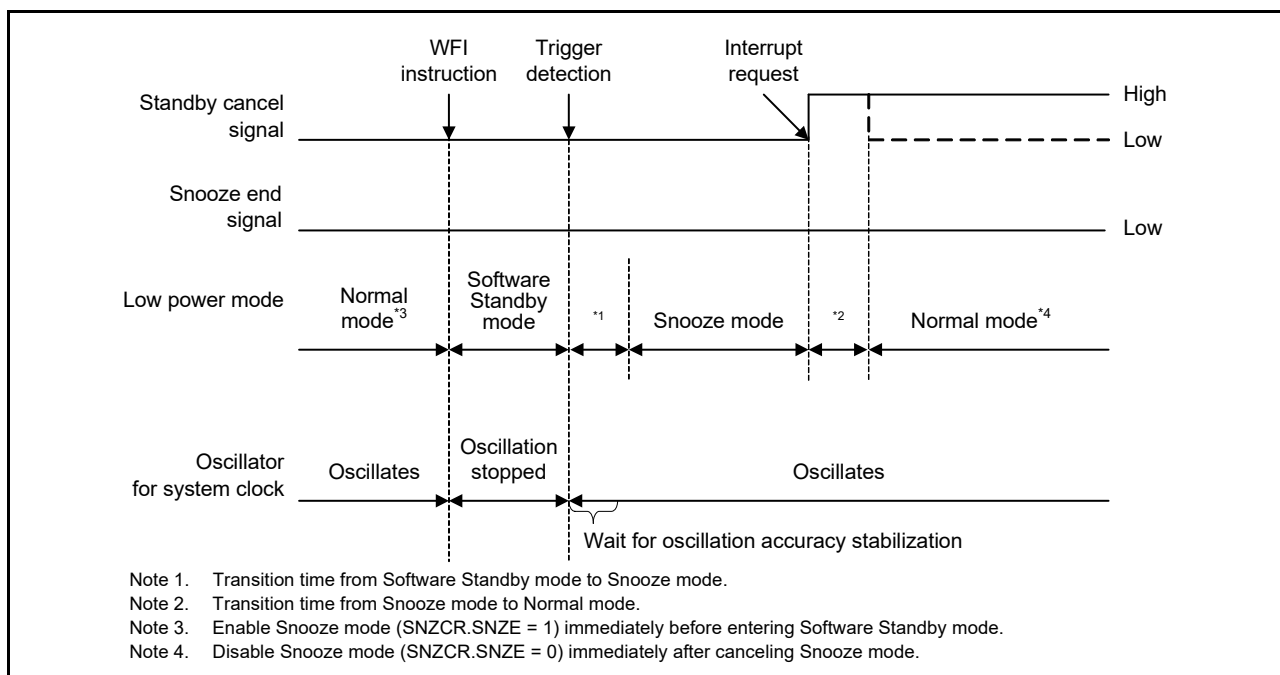 WFI
instruction
Trigger
detection
Interrupt
request
Standby cancel
signal
High
Low
Snooze end
signal
Low
Low power mode
Normal
mode*3
Software
Standby
mode
*1
Snooze mode
*2
Normal mode*4
Oscillator
for system clock
Oscillates
Oscillation
stopped
Oscillates
Wait for oscillation accuracy stabilization
Note 1. Transition time from Software Standby mode to Snooze mode.
Note 2. Transition time from Snooze mode to Normal mode.
Note 3. Enable Snooze mode (SNZCR.SNZE = 1) immediately before entering Software Standby mode.
Note 4. Disable Snooze mode (SNZCR.SNZE = 0) immediately after canceling Snooze mode.